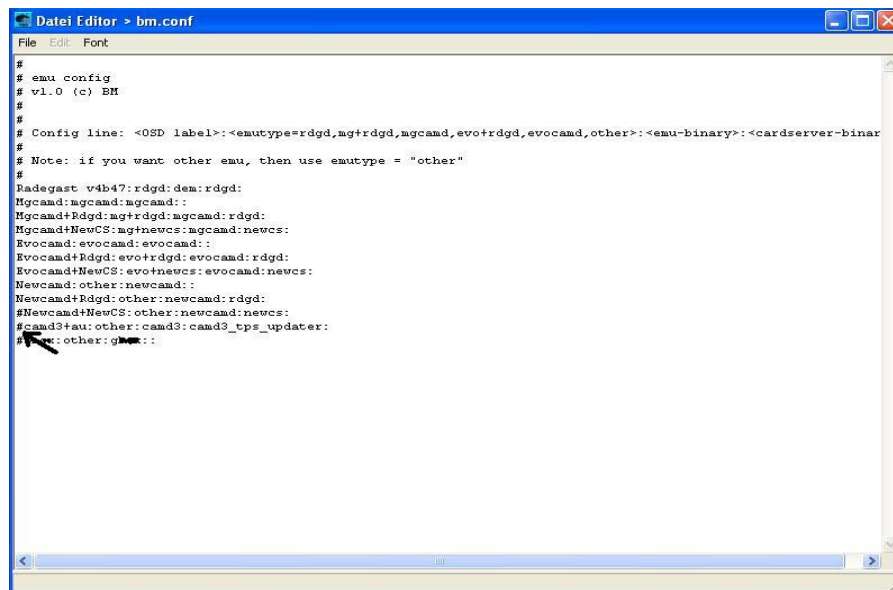 Datei Editor > bm.conf
File Edit Font
#
# emu config
# v1.0 (c) BM
#
#
# Config line: <OSD label>:<emutype=rdgd,mg+rdgd,mgcamd,evo+rdgd,evocamd,other>:<emu-binary>:<cardserver-binar
#
# Note: if you want other emu, then use emutype = "other"
#
Radegast v4b47:rdgd:dem:rdgd:
Mgcamd:mgcamd:mgcamd::
Mgcamd+Rdgd:mg+rdgd:mgcamd:rdgd:
Mgcamd+NewCS:mg+newcs:mgcamd:newcs:
Evocamd:evocamd:evocamd::
Evocamd+Rdgd:evo+rdgd:evocamd:rdgd:
Evocamd+NewCS:evo+newcs:evocamd:newcs:
Newcamd:other:newcamd::
Newcamd+Rdgd:other:newcamd:rdgd:
#Newcamd+NewCS:other:newcamd:newcs:
#camd3+au:other:camd3:camd3_tps_updater:
# :other: ::